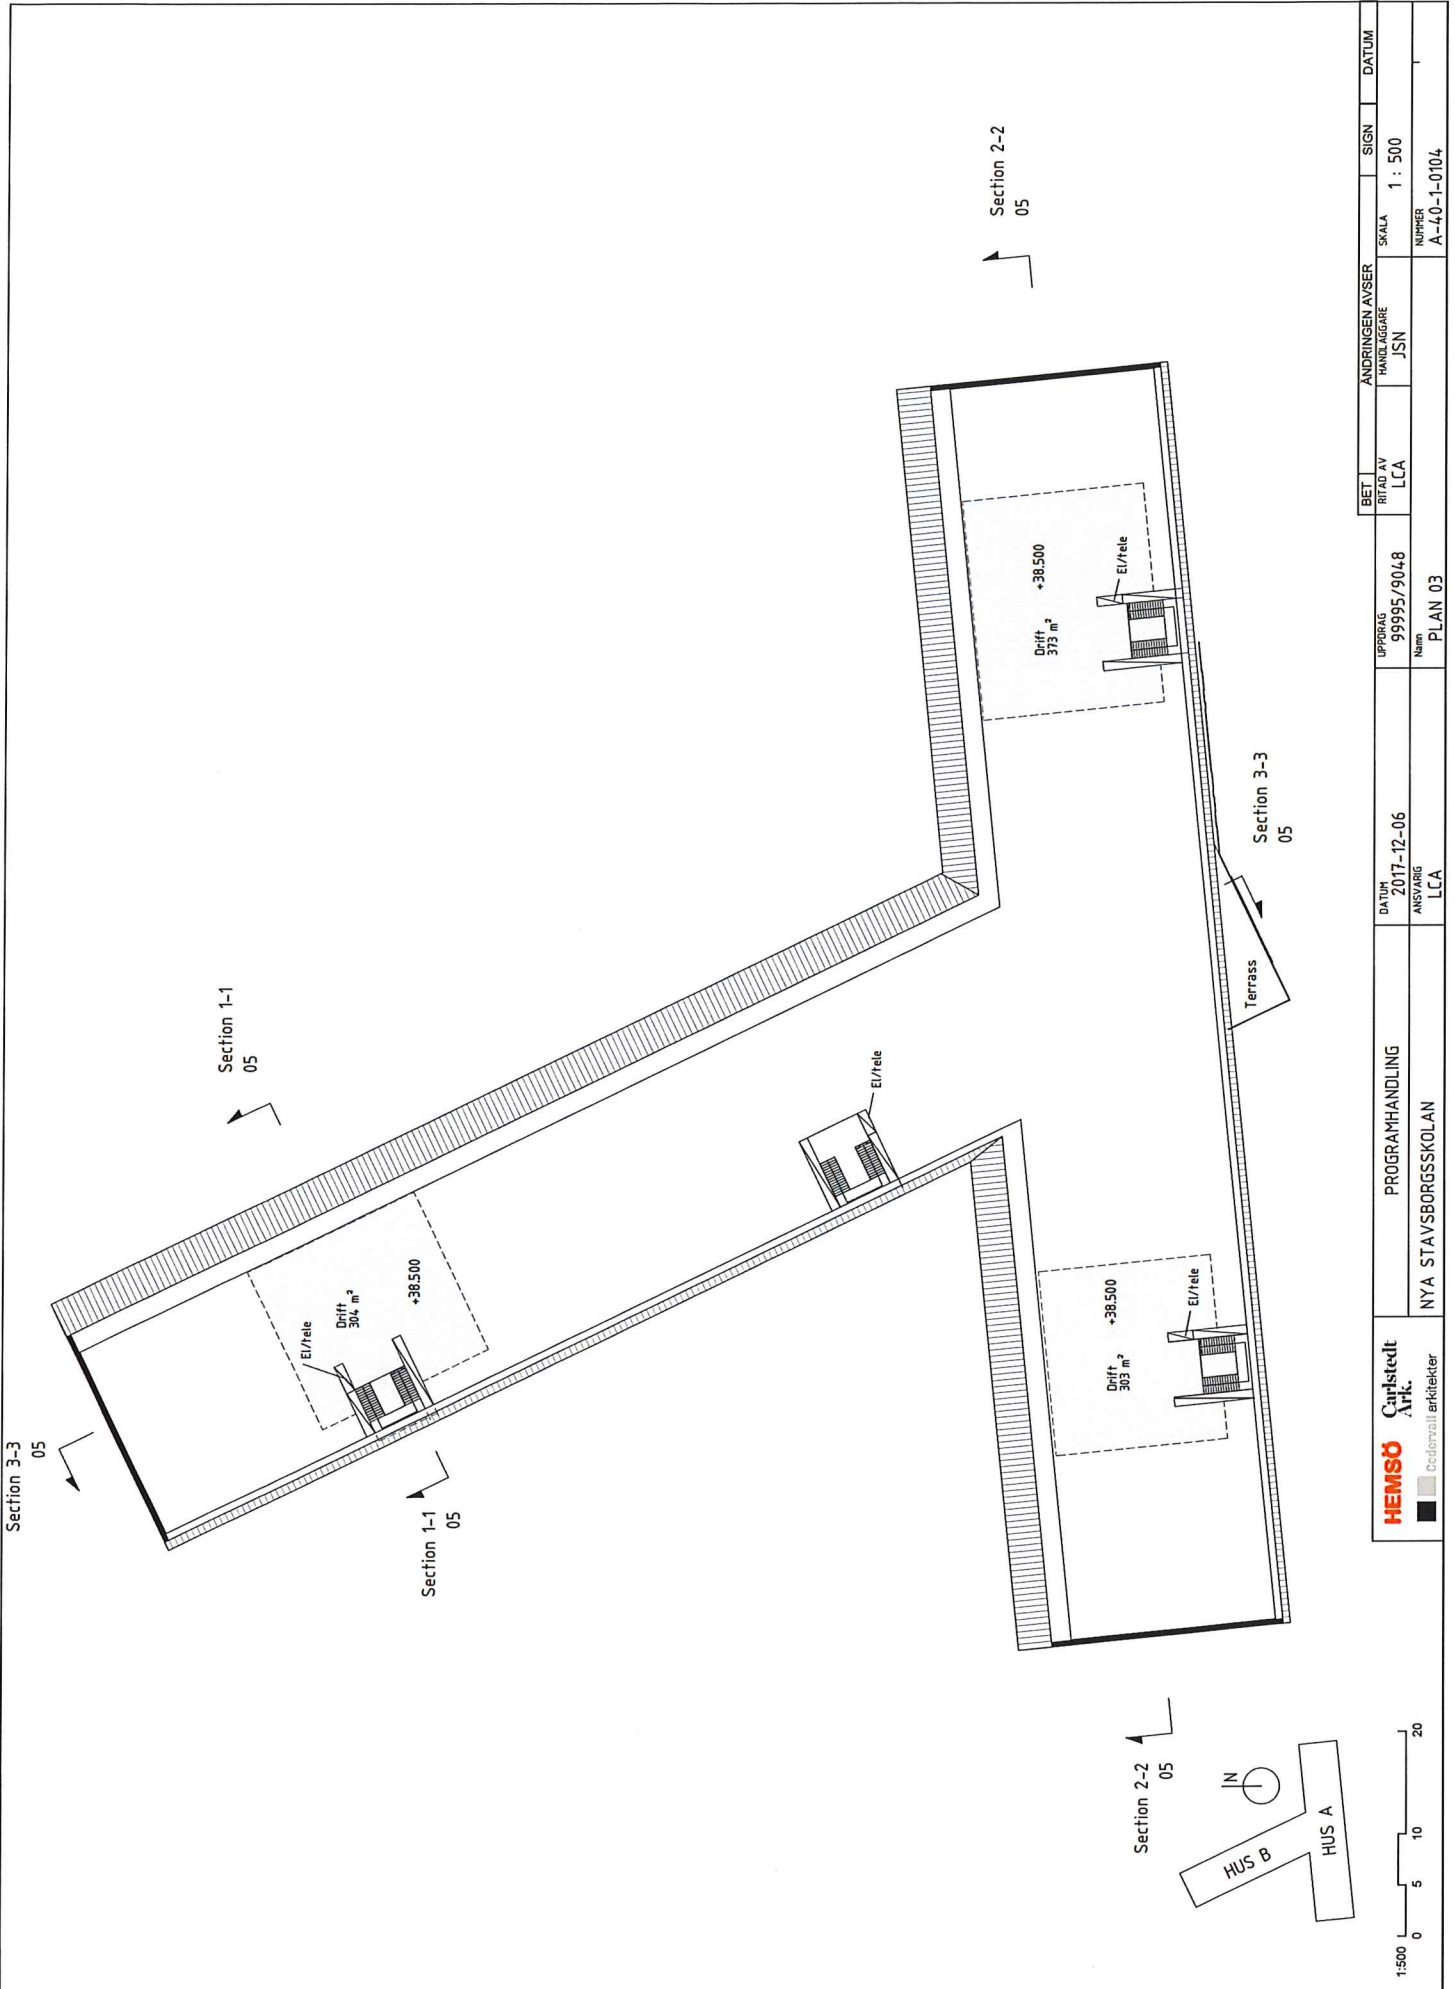 Section 3-3
05
Section 1-1
05
Section 1-1
05
Section 2-2
05
Section 2-2
05
Section 3-3
05
El/tele
Drift
304 m²
+38.500
El/tele
Drift
303 m²
+38.500
El/tele
Drift
373 m²
+38.500
El/tele
Terrass
N
HUS B
HUS A
1:500
0 5 10 20
HEMSÖ Carlstedt
Ark.
Cedervall arkitekter
PROGRAMHANDLING
NYA STAVSBORGSSKOLAN
DATUM
2017-12-06
ANSVARIG
LCA
UPPDRAG
99995/9048
Namn
PLAN 03
BET ÄNDRINGEN AVSER SIGN DATUM
RITAD AV
LCA
HANDLÄGGARE
JSN
SKALA
1 : 500
NUMMER
A-40-1-0104
-